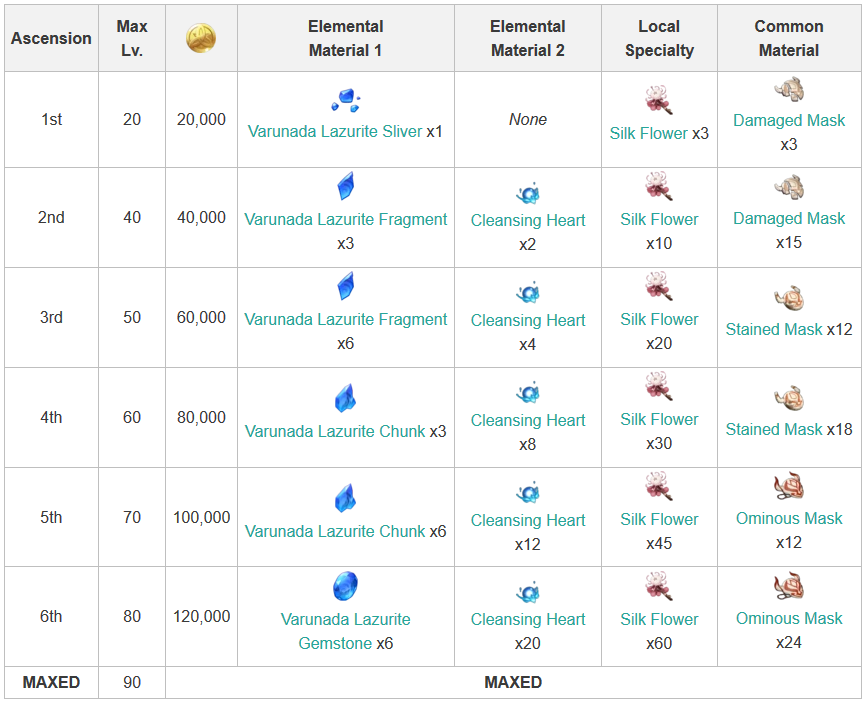 Ascension Max Lv. Elemental Material 1 Elemental Material 2 Local Specialty Common Material
1st 20 20,000 Varunada Lazurite Sliver x1 None Silk Flower x3 Damaged Mask x3
2nd 40 40,000 Varunada Lazurite Fragment x3 Cleansing Heart x2 Silk Flower x10 Damaged Mask x15
3rd 50 60,000 Varunada Lazurite Fragment x6 Cleansing Heart x4 Silk Flower x20 Stained Mask x12
4th 60 80,000 Varunada Lazurite Chunk x3 Cleansing Heart x8 Silk Flower x30 Stained Mask x18
5th 70 100,000 Varunada Lazurite Chunk x6 Cleansing Heart x12 Silk Flower x45 Ominous Mask x12
6th 80 120,000 Varunada Lazurite Gemstone x6 Cleansing Heart x20 Silk Flower x60 Ominous Mask x24
MAXED 90 MAXED